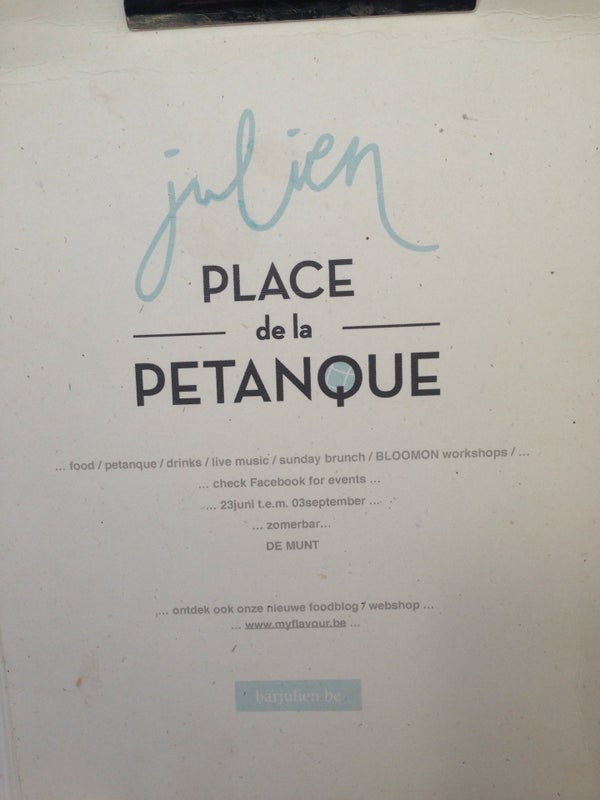 julien
PLACE
de la
PETANQUE
... food / petanque / drinks / live music / sunday brunch / BLOOMON workshops / ...
... check Facebook for events ...
... 23juni t.e.m. 03september ...
... zomerbar...
DE MUNT
... ontdek ook onze nieuwe foodblog / webshop ...
... www.myflavour.be ...
barjulien.be